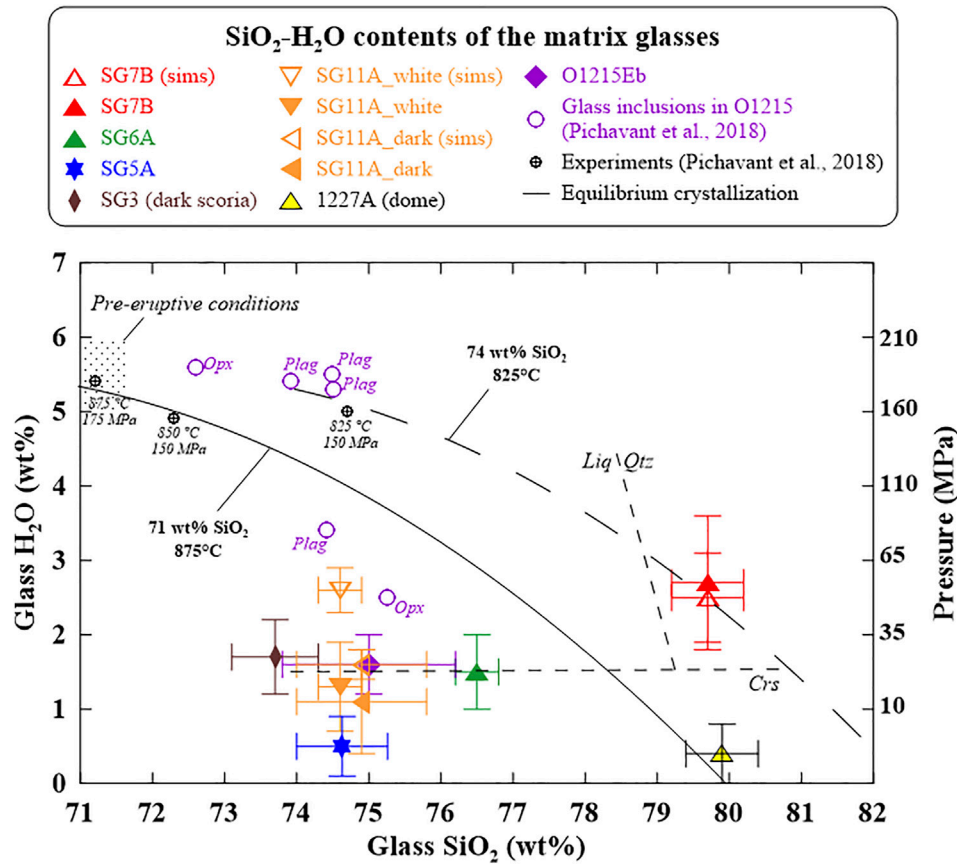 SiO₂-H₂O contents of the matrix glasses
SG7B (sims)
SG7B
SG6A
SG5A
SG3 (dark scoria)
SG11A_white (sims)
SG11A_white
SG11A_dark (sims)
SG11A_dark
1227A (dome)
O1215Eb
Glass inclusions in O1215
(Pichavant et al., 2018)
Experiments (Pichavant et al., 2018)
Equilibrium crystallization
Pre-eruptive conditions
Opx
Plag
Plag
Plag
74 wt% SiO₂
825°C
875 °C
175 MPa
850 °C
150 MPa
825 °C
150 MPa
Liq Qtz
71 wt% SiO₂
875°C
Plag
Opx
Crs
7
6
5
4
3
2
1
0
Glass H₂O (wt%)
210
160
110
65
30
10
Pressure (MPa)
71 72 73 74 75 76 77 78 79 80 81 82
Glass SiO₂ (wt%)